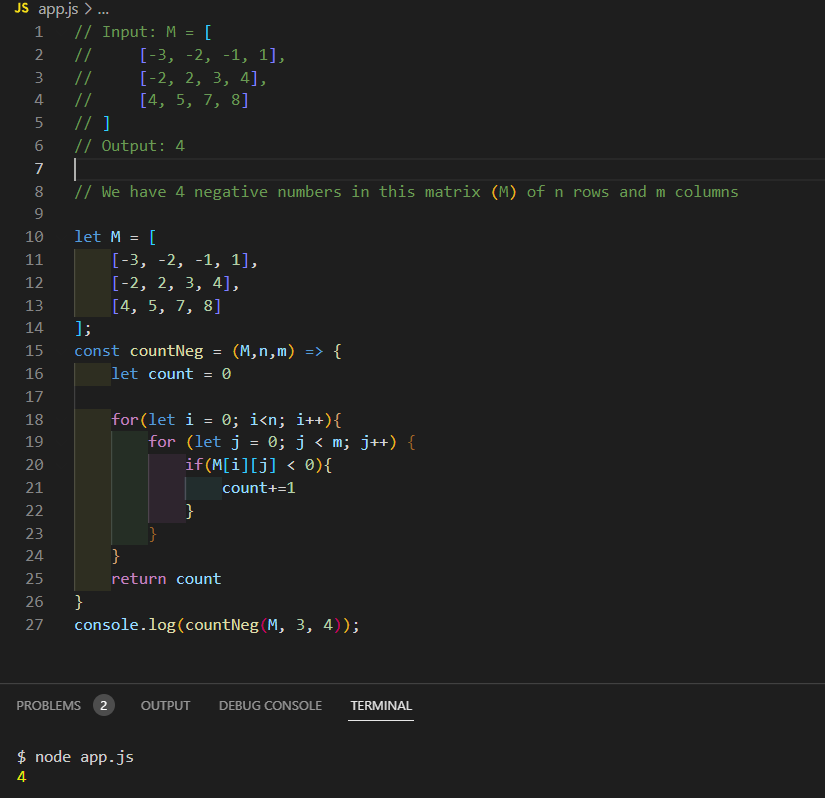 JS app.js > ...
1 // Input: M = [
2 //     [-3, -2, -1, 1],
3 //     [-2, 2, 3, 4],
4 //     [4, 5, 7, 8]
5 // ]
6 // Output: 4
7
8 // We have 4 negative numbers in this matrix (M) of n rows and m columns
9
10 let M = [
11     [-3, -2, -1, 1],
12     [-2, 2, 3, 4],
13     [4, 5, 7, 8]
14 ];
15 const countNeg = (M,n,m) => {
16     let count = 0
17
18     for(let i = 0; i<n; i++){
19         for (let j = 0; j < m; j++) {
20             if(M[i][j] < 0){
21                 count+=1
22             }
23         }
24     }
25     return count
26 }
27 console.log(countNeg(M, 3, 4));
PROBLEMS 2 OUTPUT DEBUG CONSOLE TERMINAL
$ node app.js
4